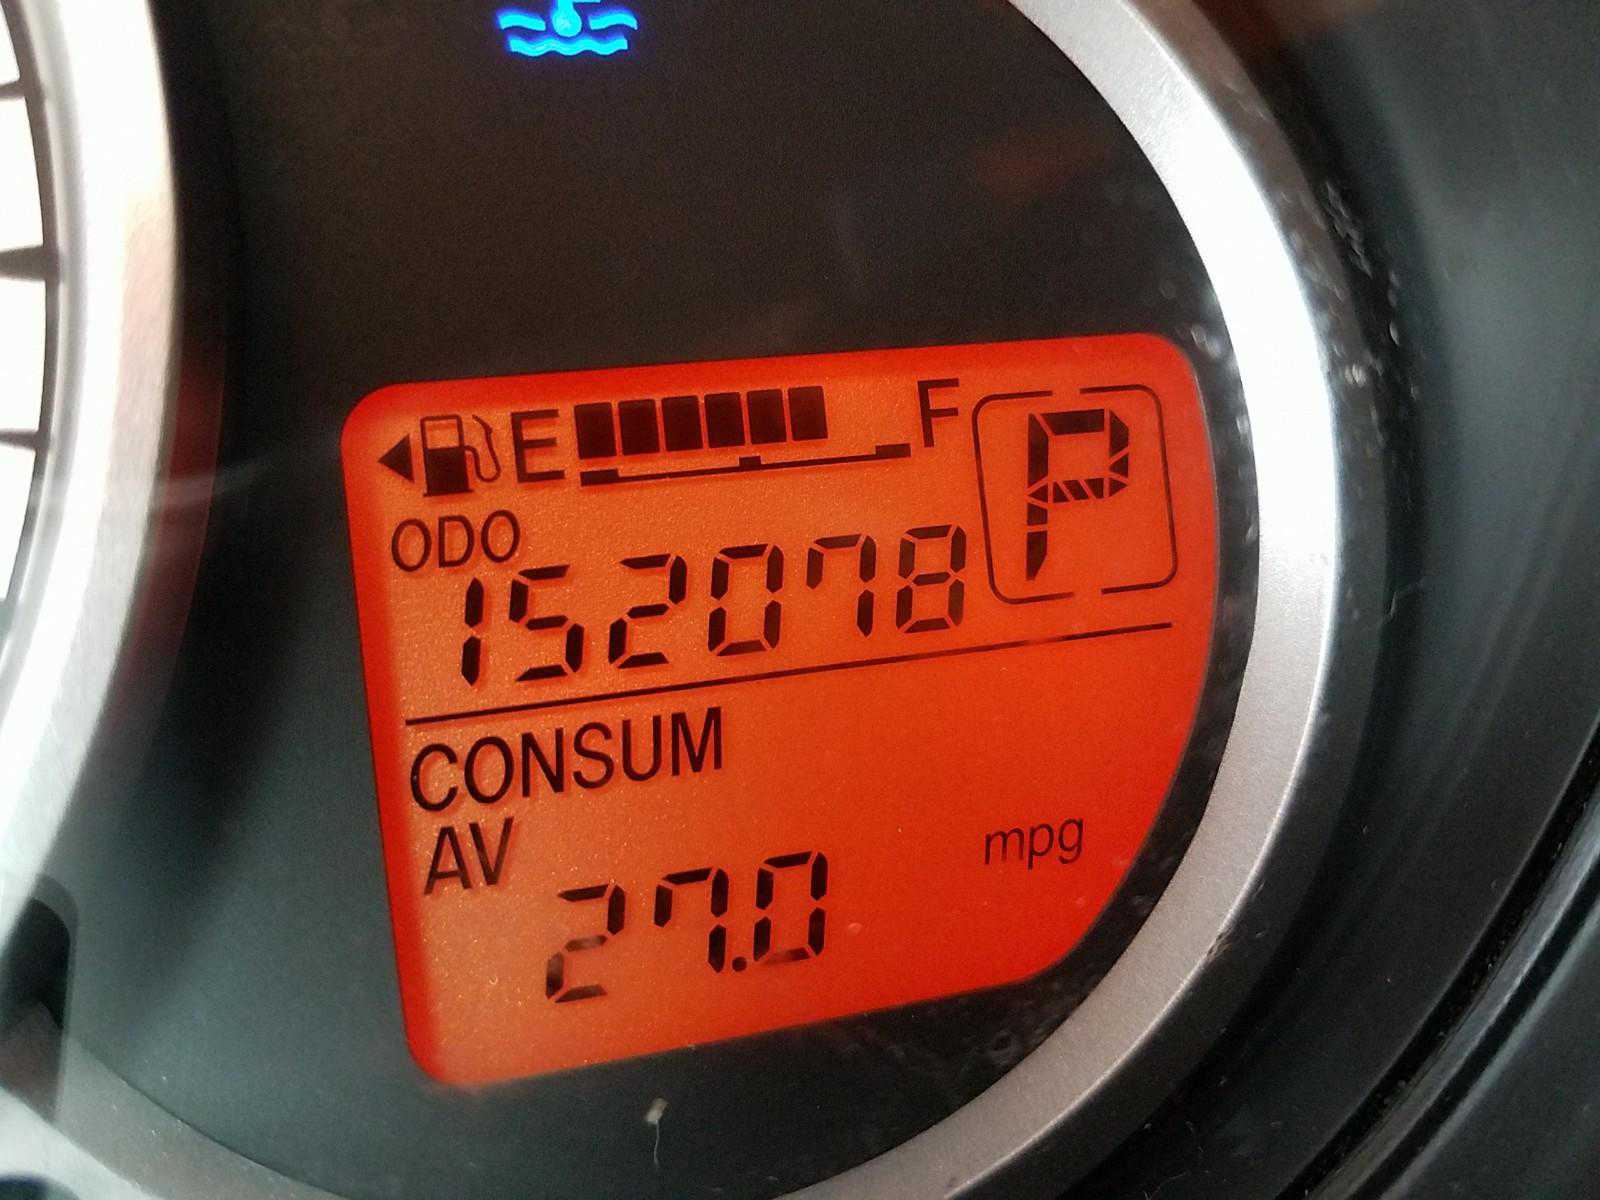 E F P
ODO
152078
CONSUM
AV
27.0 mpg